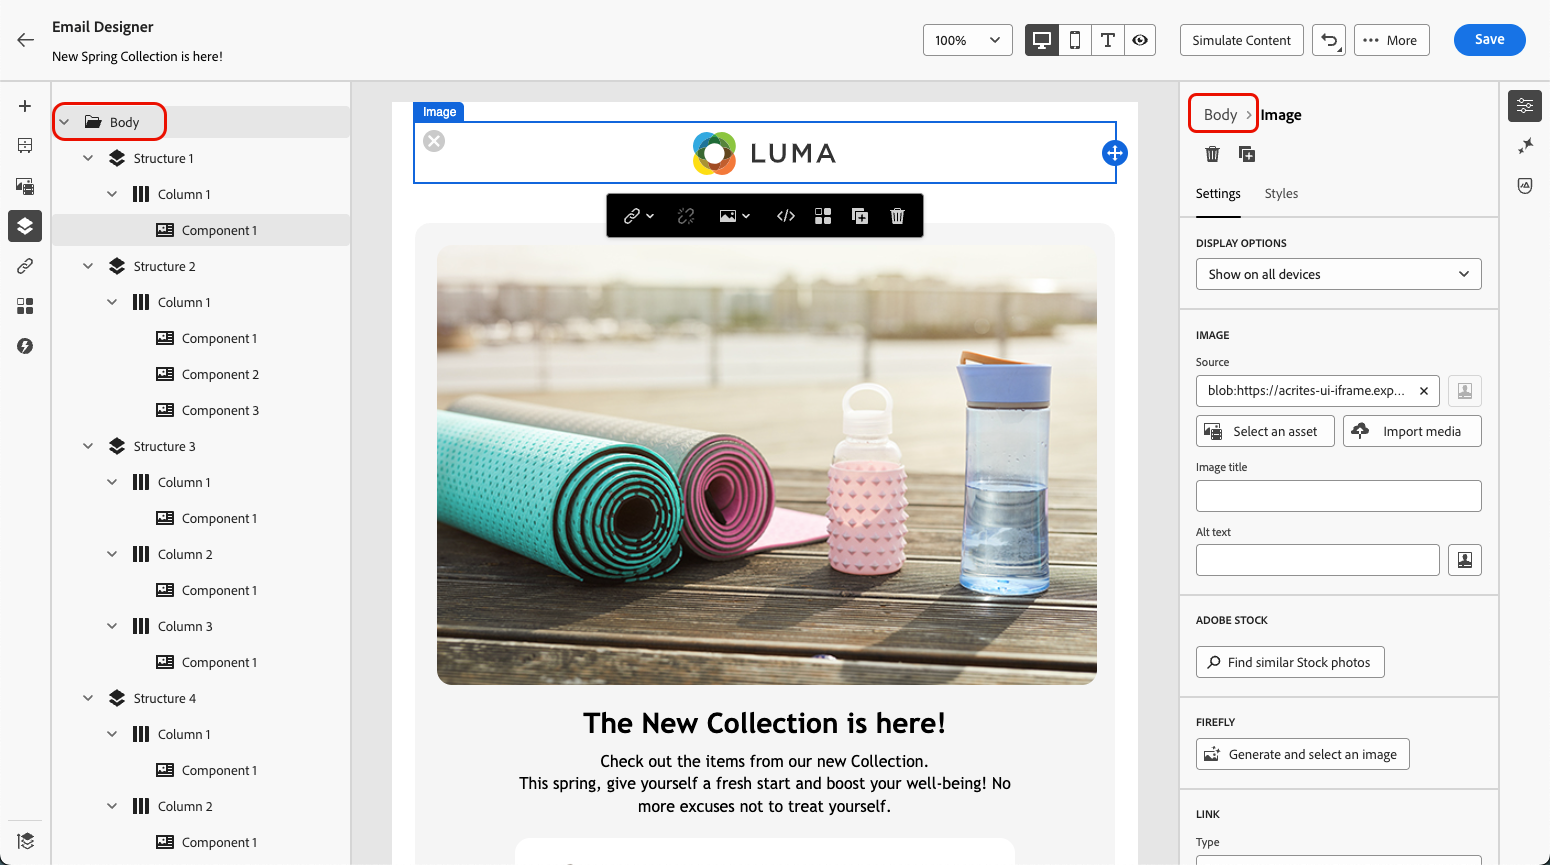 Email Designer
New Spring Collection is here!
100%
Simulate Content
More
Save
Body
Structure 1
Column 1
Component 1
Structure 2
Column 1
Component 1
Component 2
Component 3
Structure 3
Column 1
Component 1
Column 2
Component 1
Column 3
Component 1
Structure 4
Column 1
Component 1
Column 2
Component 1
Image
LUMA
The New Collection is here!
Check out the items from our new Collection.
This spring, give yourself a fresh start and boost your well-being! No
more excuses not to treat yourself.
Body > Image
Settings Styles
DISPLAY OPTIONS
Show on all devices
IMAGE
Source
blob:https://acrites-ui-iframe.exp...
Select an asset
Import media
Image title
Alt text
ADOBE STOCK
Find similar Stock photos
FIREFLY
Generate and select an image
LINK
Type